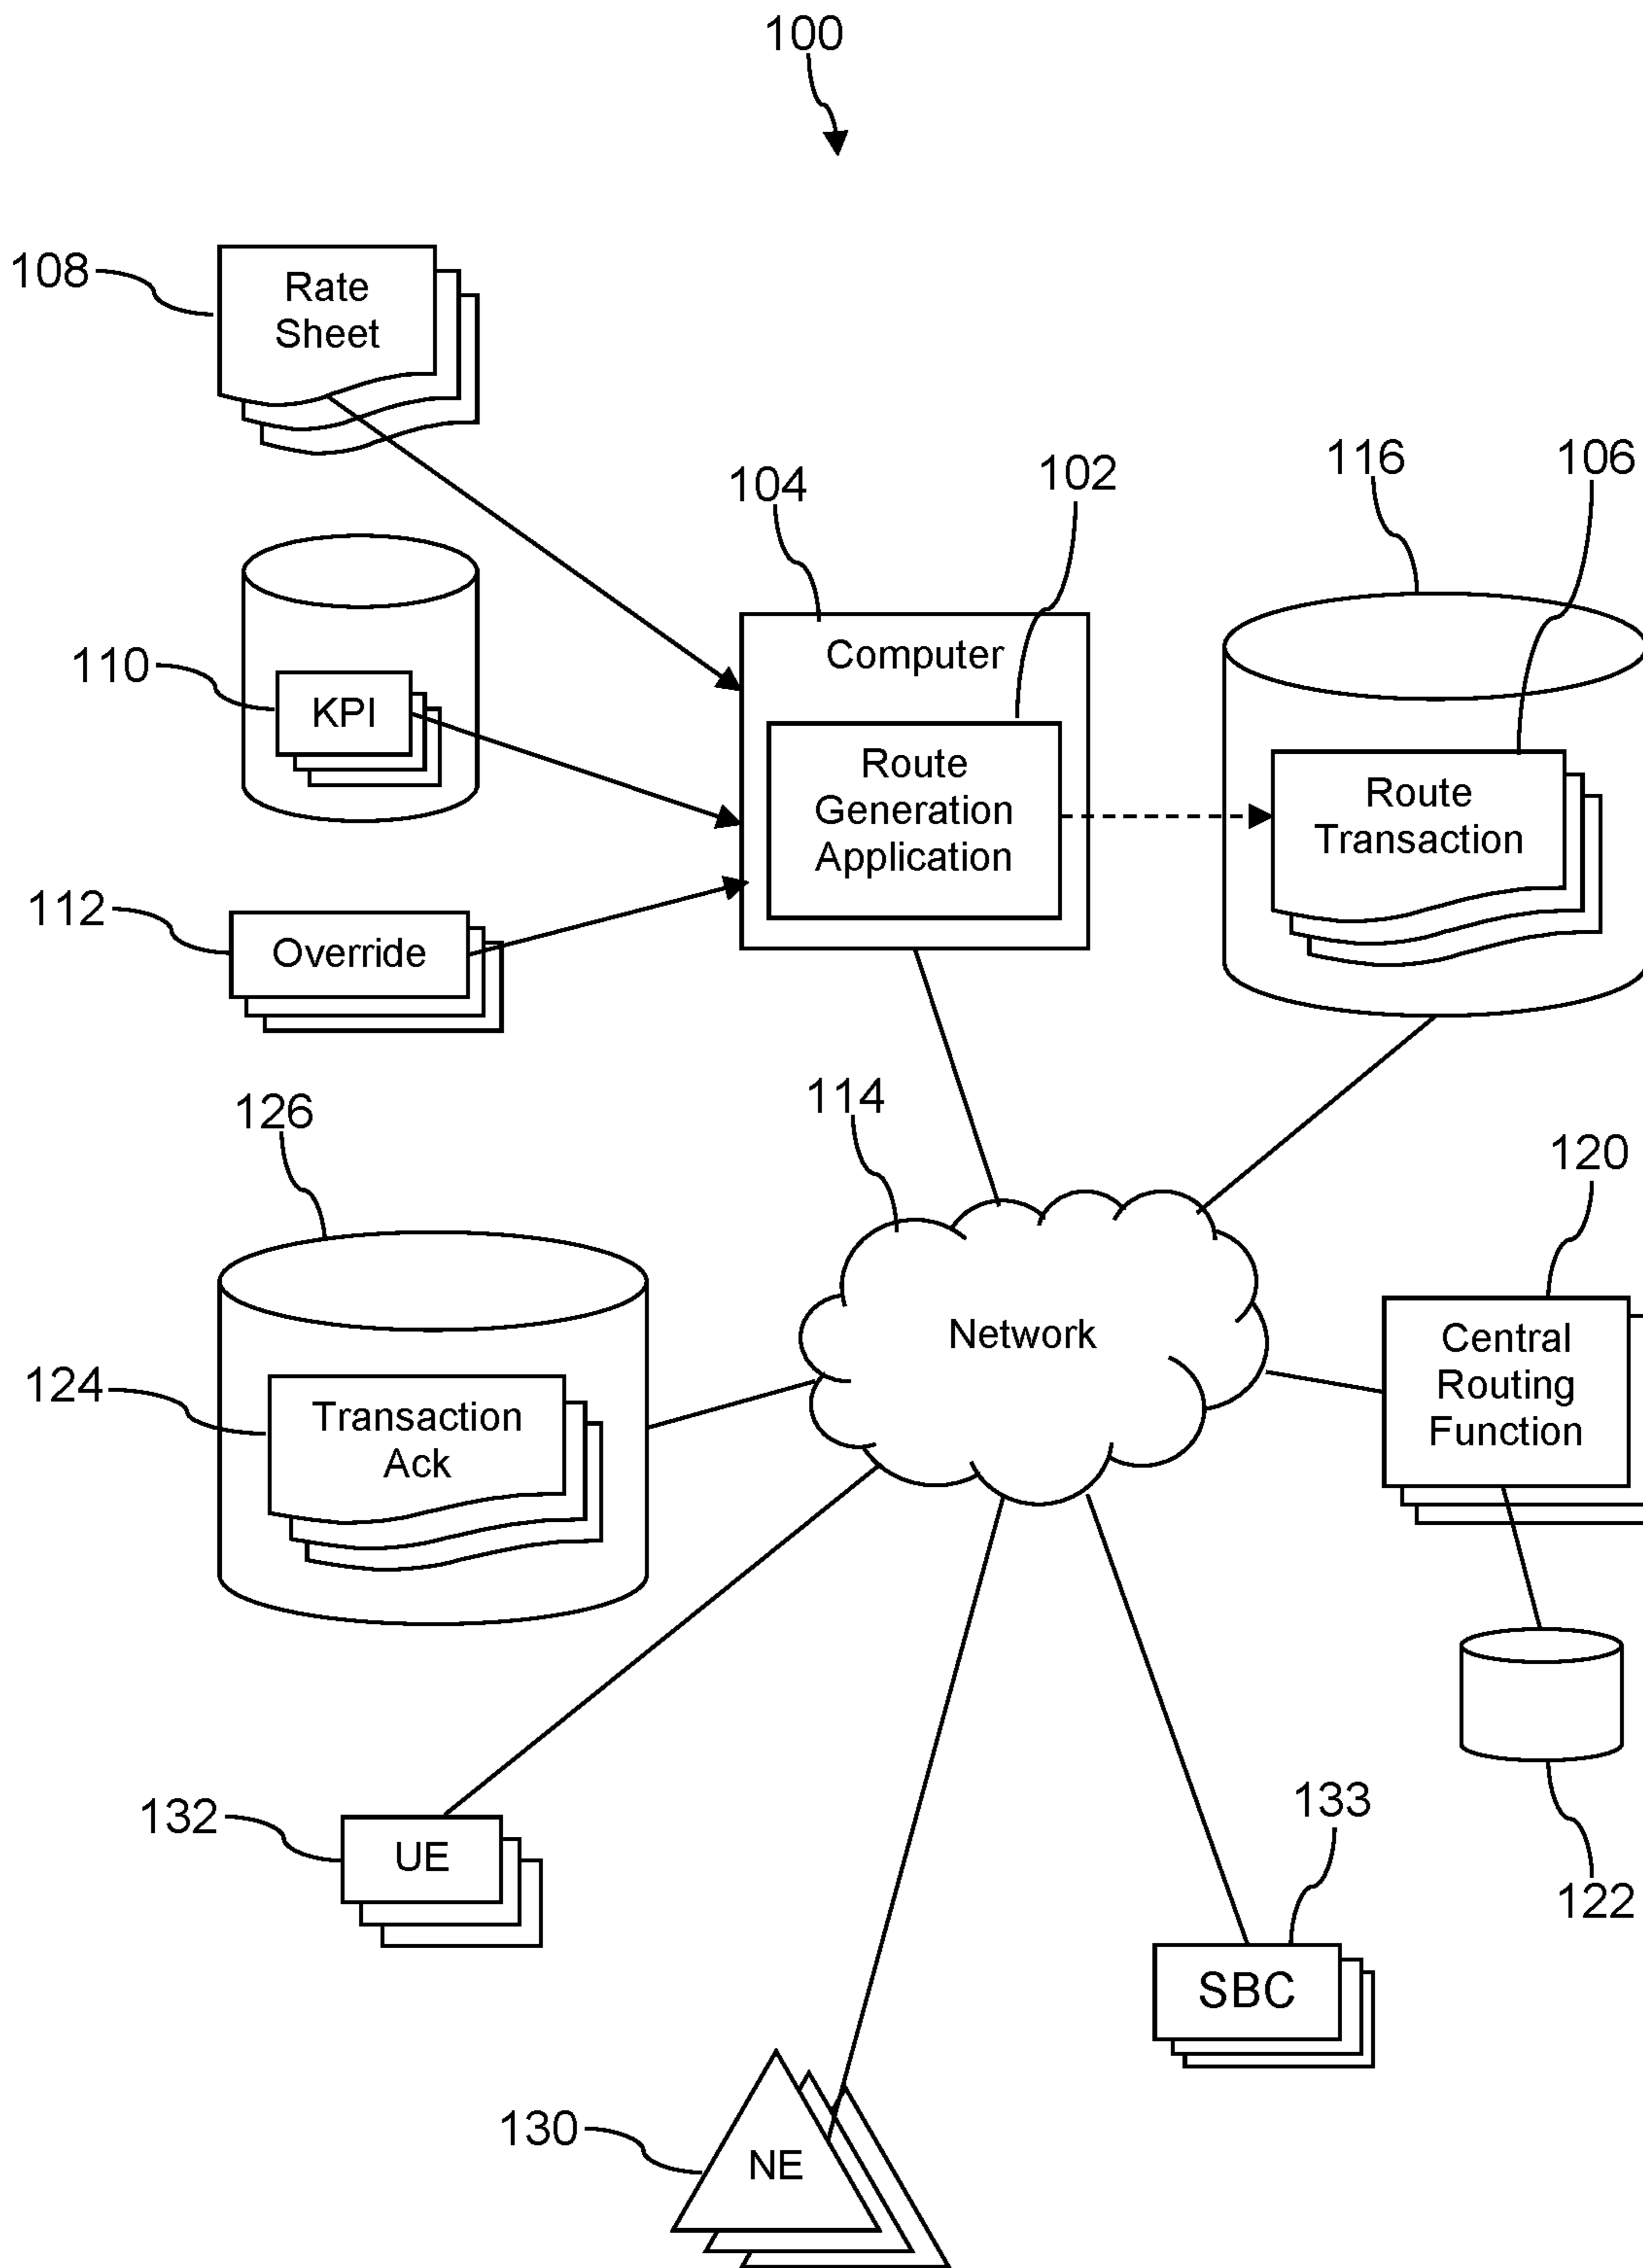 100
108
Rate
Sheet
104
102
116
106
110
KPI
Computer
Route
Generation
Application
Route
Transaction
112
Override
126
114
120
Network
Central
Routing
Function
124
Transaction
Ack
132
UE
133
122
SBC
130
NE